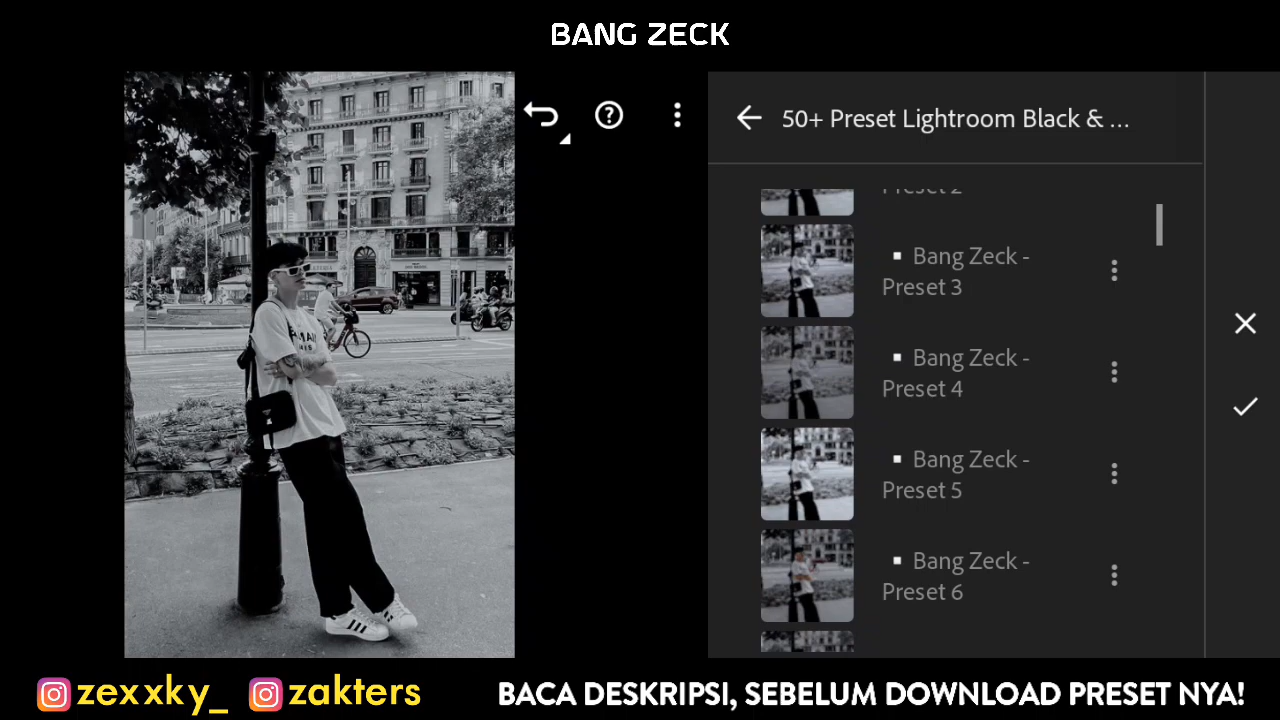 BANG ZECK
50+ Preset Lightroom Black & ...
Preset 2
▪ Bang Zeck -
Preset 3
▪ Bang Zeck -
Preset 4
▪ Bang Zeck -
Preset 5
▪ Bang Zeck -
Preset 6
zexxky_ zakters
BACA DESKRIPSI, SEBELUM DOWNLOAD PRESET NYA!